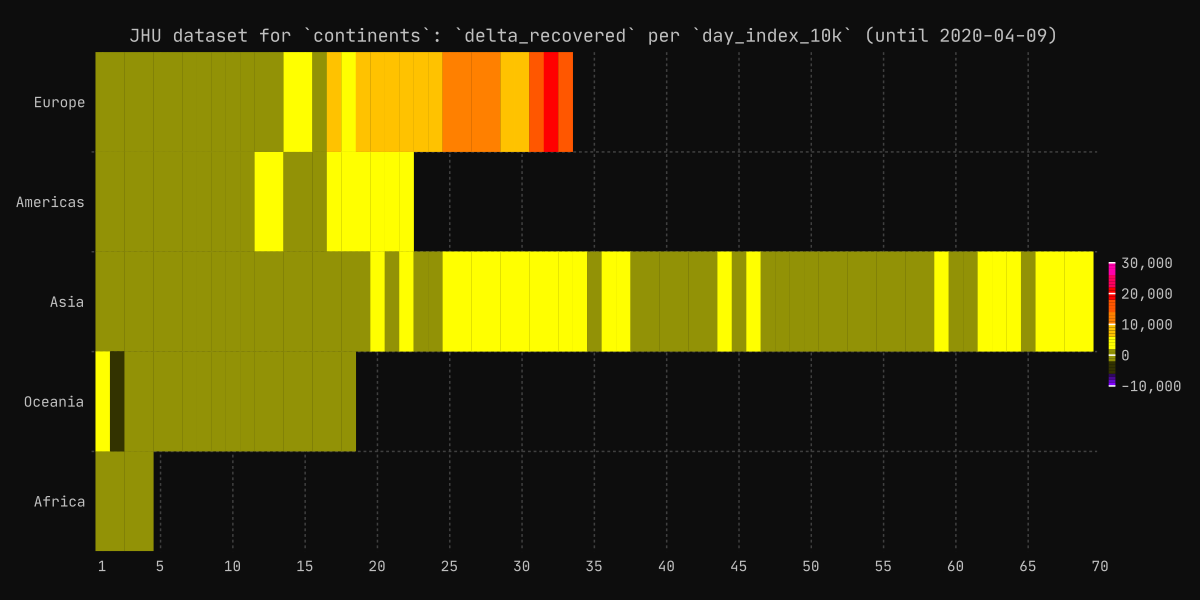 JHU dataset for `continents`: `delta_recovered` per `day_index_10k` (until 2020-04-09)
Europe
Americas
Asia
Oceania
Africa
30,000
20,000
10,000
0
-10,000
1 5 10 15 20 25 30 35 40 45 50 55 60 65 70